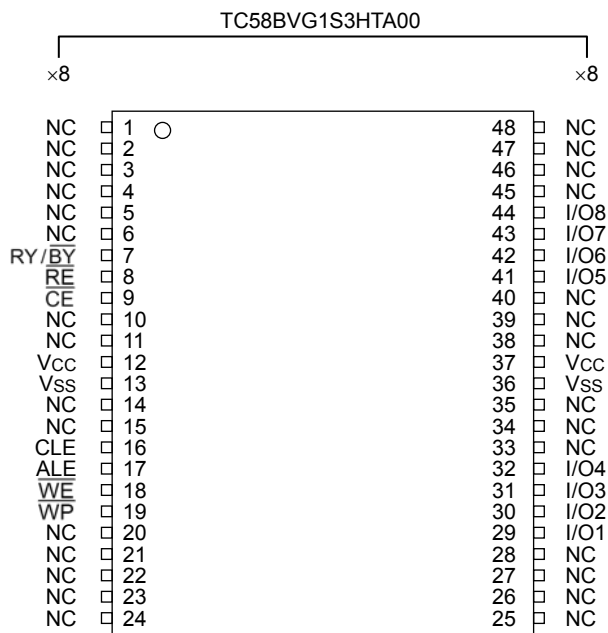 TC58BVG1S3HTA00
×8 ×8
NC 1 48 NC
NC 2 47 NC
NC 3 46 NC
NC 4 45 NC
NC 5 44 I/O8
NC 6 43 I/O7
RY/B̅Y̅ 7 42 I/O6
R̅E̅ 8 41 I/O5
C̅E̅ 9 40 NC
NC 10 39 NC
NC 11 38 NC
VCC 12 37 VCC
VSS 13 36 VSS
NC 14 35 NC
NC 15 34 NC
CLE 16 33 NC
ALE 17 32 I/O4
W̅E̅ 18 31 I/O3
W̅P̅ 19 30 I/O2
NC 20 29 I/O1
NC 21 28 NC
NC 22 27 NC
NC 23 26 NC
NC 24 25 NC